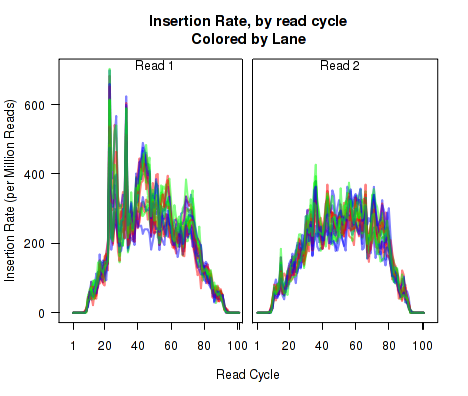 Insertion Rate, by read cycle
Colored by Lane
Read 1
Read 2
Insertion Rate (per Million Reads)
600
400
200
0
1 20 40 60 80 100
1 20 40 60 80 100
Read Cycle